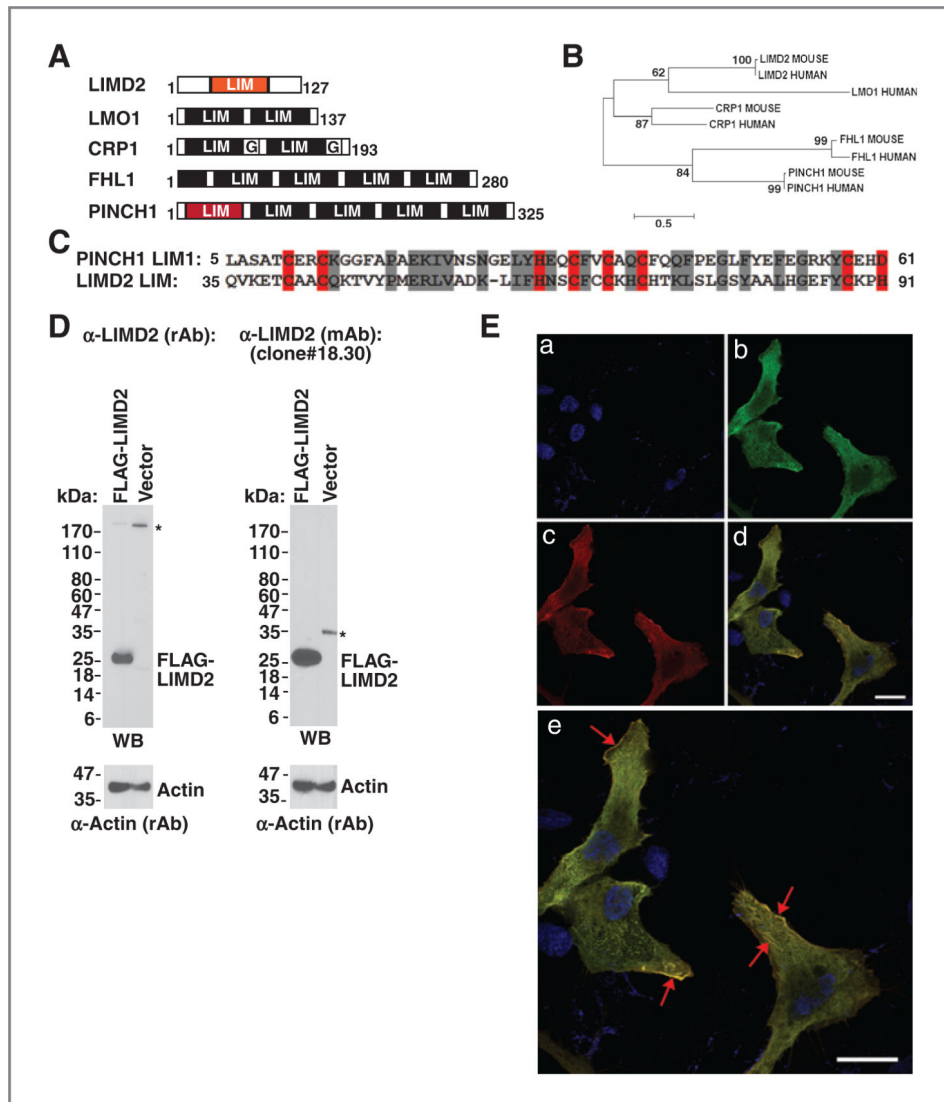 A
LIMD2 1 LIM 127
LMO1 1 LIM LIM 137
CRP1 1 LIM G LIM G 193
FHL1 1 LIM LIM LIM LIM 280
PINCH1 1 LIM LIM LIM LIM LIM 325
B
100 LIMD2 MOUSE
62 LIMD2 HUMAN
LMO1 HUMAN
CRP1 MOUSE
87 CRP1 HUMAN
99 FHL1 MOUSE
FHL1 HUMAN
84 PINCH1 MOUSE
99 PINCH1 HUMAN
0.5
C
PINCH1 LIM1: 5 LASATCERCKGGFAPAEKIVNSNGELYHEQCFVCAQCFQQFPEGLFYEFEGRKYCEHD 61
LIMD2 LIM: 35 QVKETCAACQKTVYPMERLVADK-LIFHNSCFCCKHCHTKLSLGSYAALHGEFYCKPH 91
D
α-LIMD2 (rAb):
α-LIMD2 (mAb):
(clone#18.30)
kDa: FLAG-LIMD2 Vector
170-
*
110-
80-
60-
47-
35-
25-
18-
14-
6-
FLAG-
LIMD2
WB
47-
35-
Actin
α-Actin (rAb)
kDa: FLAG-LIMD2 Vector
170-
110-
80-
60-
47-
35-
*
25-
18-
14-
6-
FLAG-
LIMD2
WB
47-
35-
Actin
α-Actin (rAb)
E
a
b
c
d
e